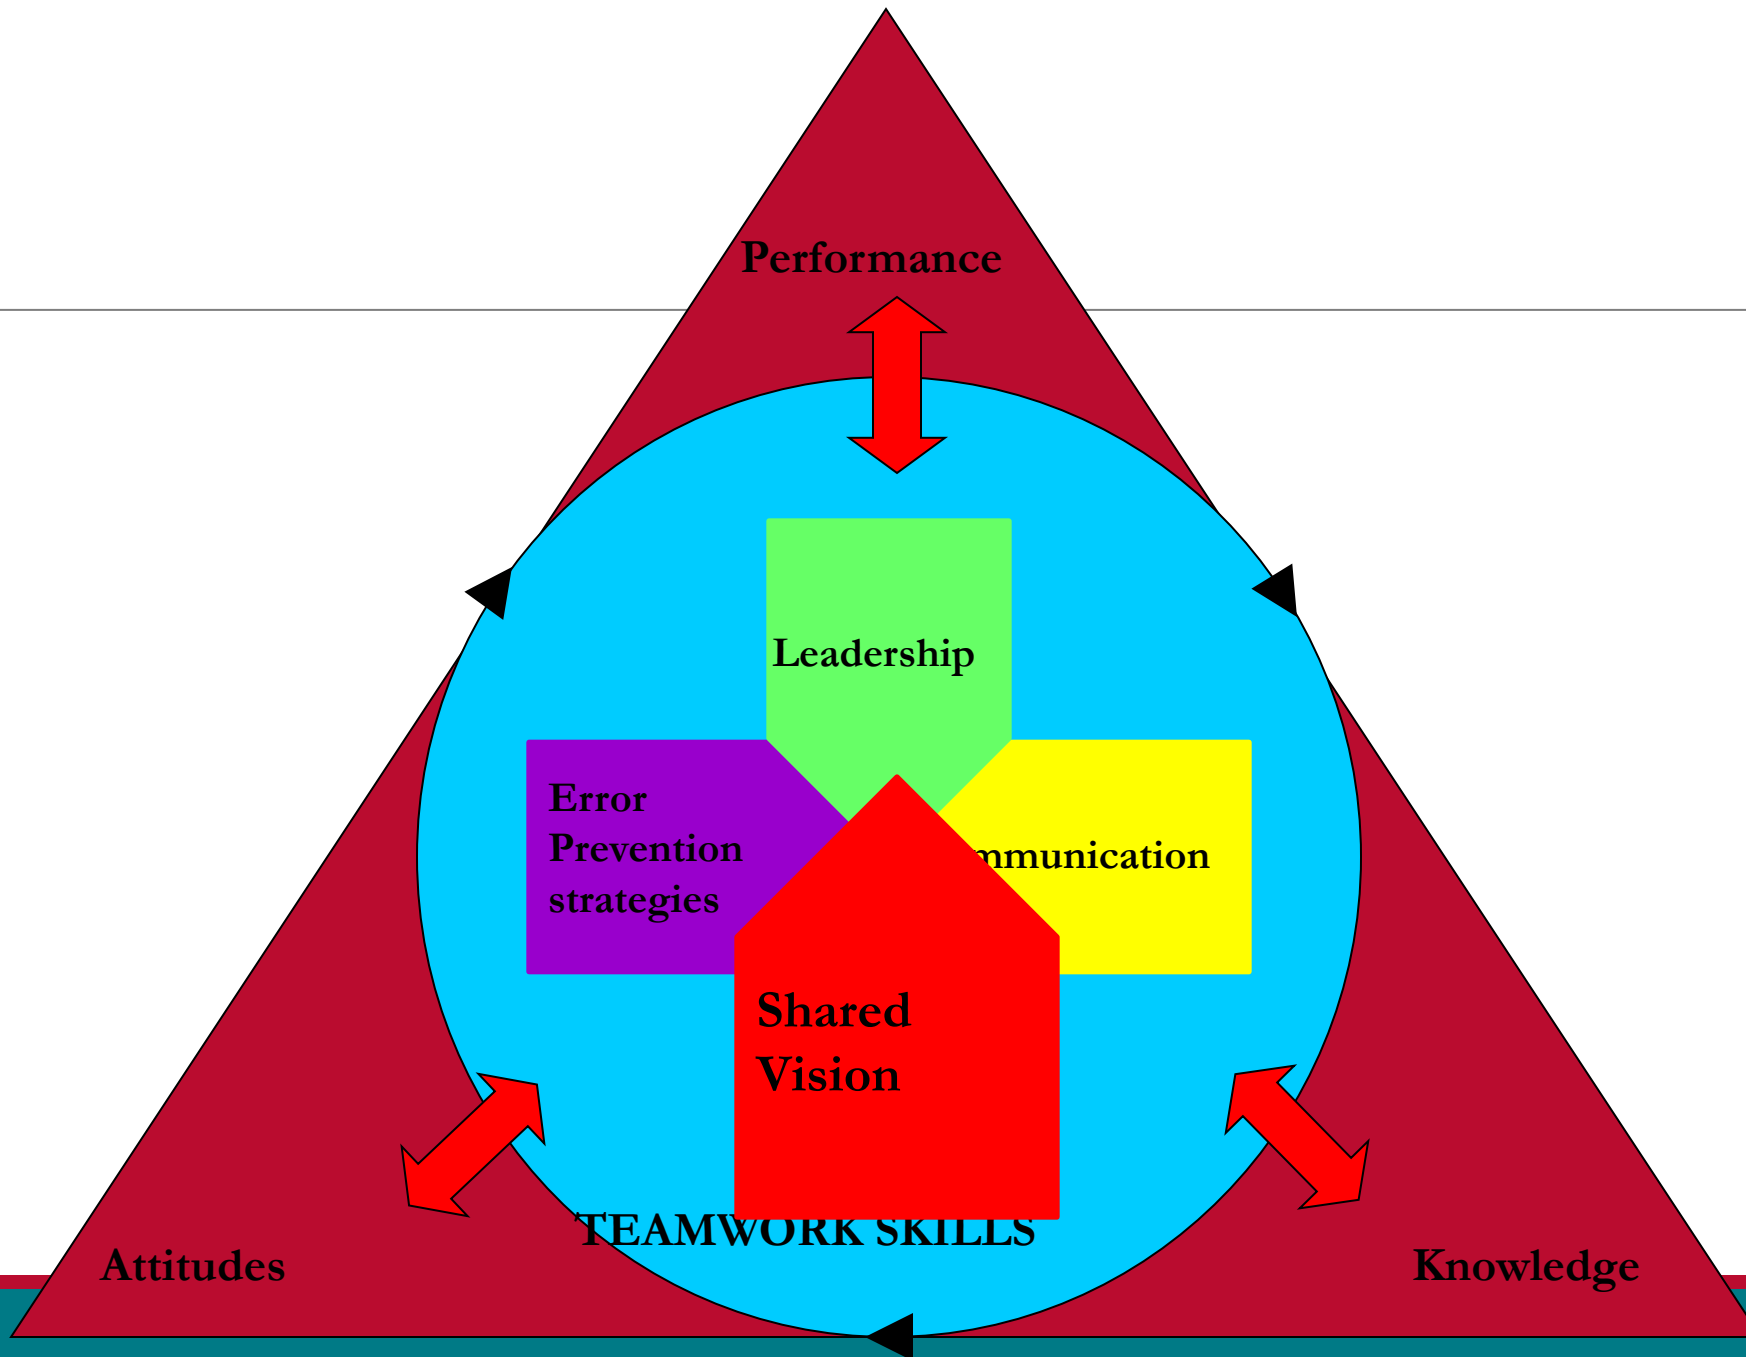 Performance
Leadership
Error
Prevention
strategies
mmunication
Shared
Vision
TEAMWORK SKILLS
Attitudes
Knowledge